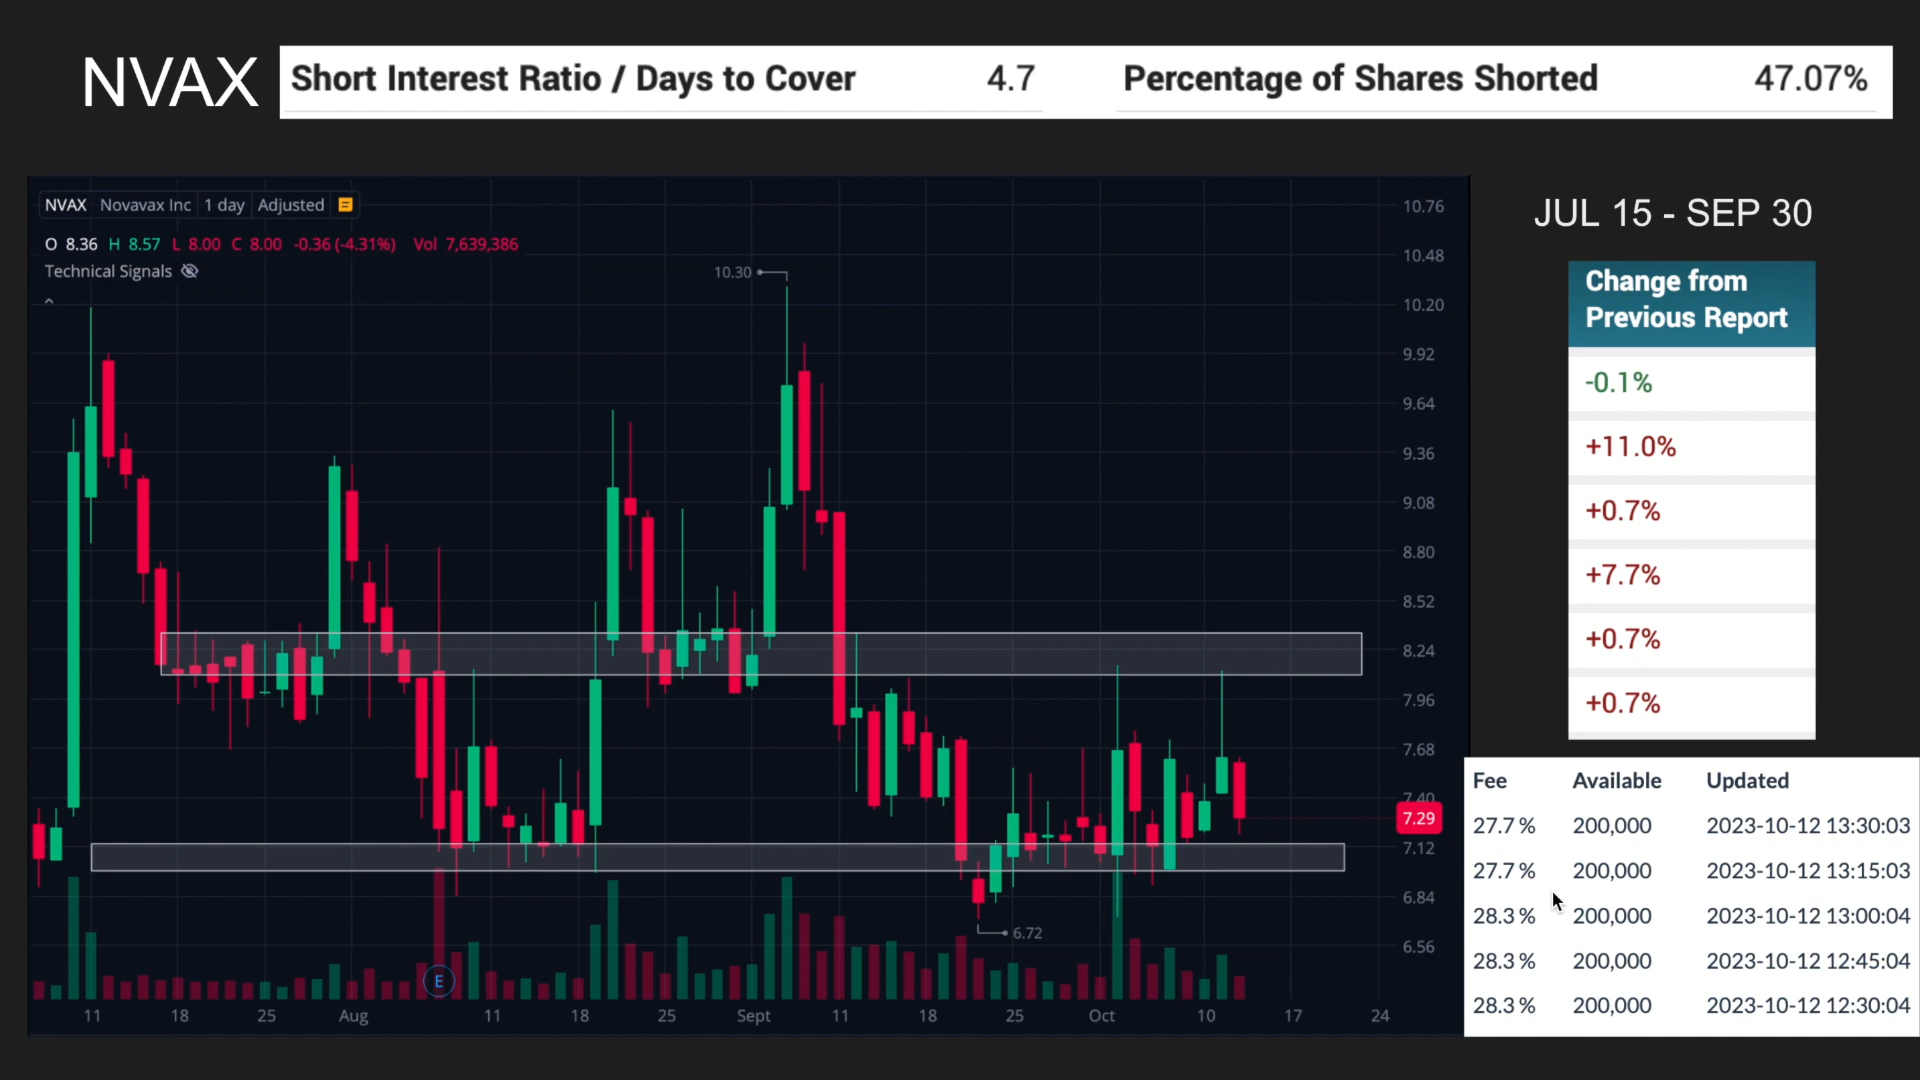 NVAX
Short Interest Ratio / Days to Cover 4.7 Percentage of Shares Shorted 47.07%
NVAX Novavax Inc 1 day Adjusted
O 8.36 H 8.57 L 8.00 C 8.00 -0.36 (-4.31%) Vol 7,639,386
Technical Signals
10.30
6.72
E
10.76
10.48
10.20
9.92
9.64
9.36
9.08
8.80
8.52
8.24
7.96
7.68
7.40
7.29
7.12
6.84
6.56
11 18 25 Aug 11 18 25 Sept 11 18 25 Oct 10 17 24
JUL 15 - SEP 30
Change from
Previous Report
-0.1%
+11.0%
+0.7%
+7.7%
+0.7%
+0.7%
Fee Available Updated
27.7 % 200,000 2023-10-12 13:30:03
27.7 % 200,000 2023-10-12 13:15:03
28.3 % 200,000 2023-10-12 13:00:04
28.3 % 200,000 2023-10-12 12:45:04
28.3 % 200,000 2023-10-12 12:30:04